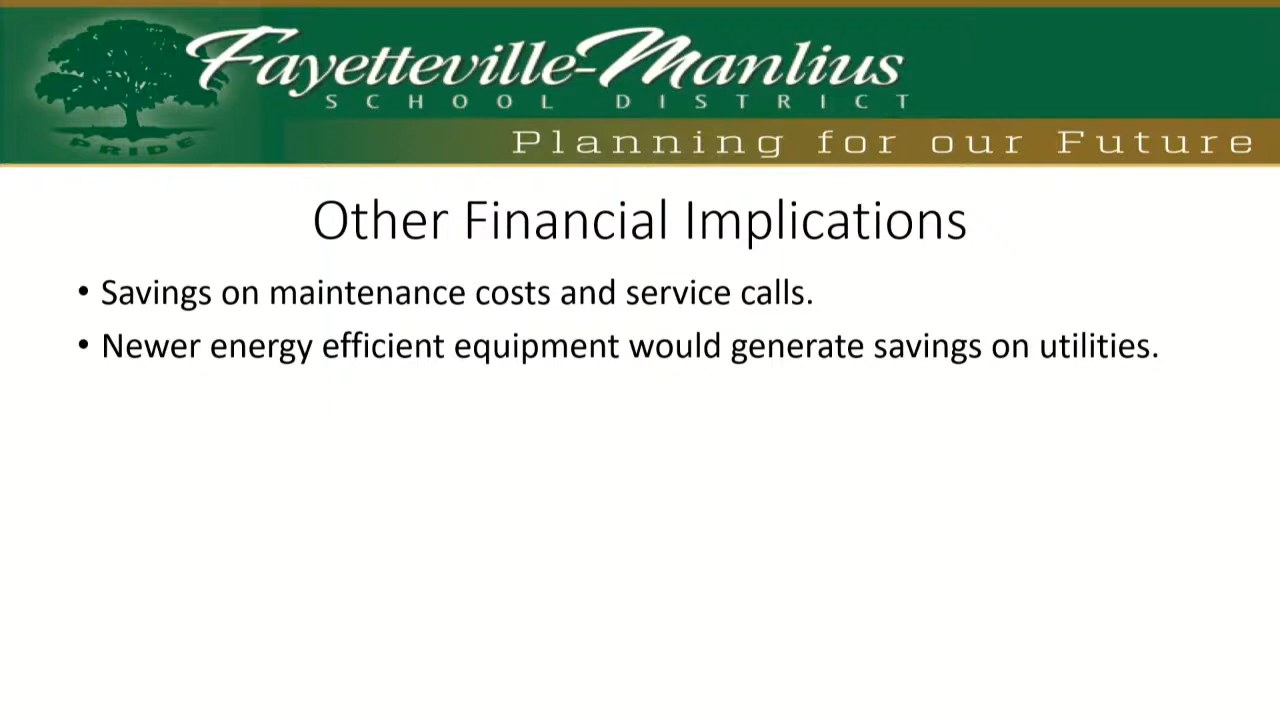 Fayetteville-Manlius
SCHOOL DISTRICT
PRIDE
Planning for our Future
Other Financial Implications
• Savings on maintenance costs and service calls.
• Newer energy efficient equipment would generate savings on utilities.